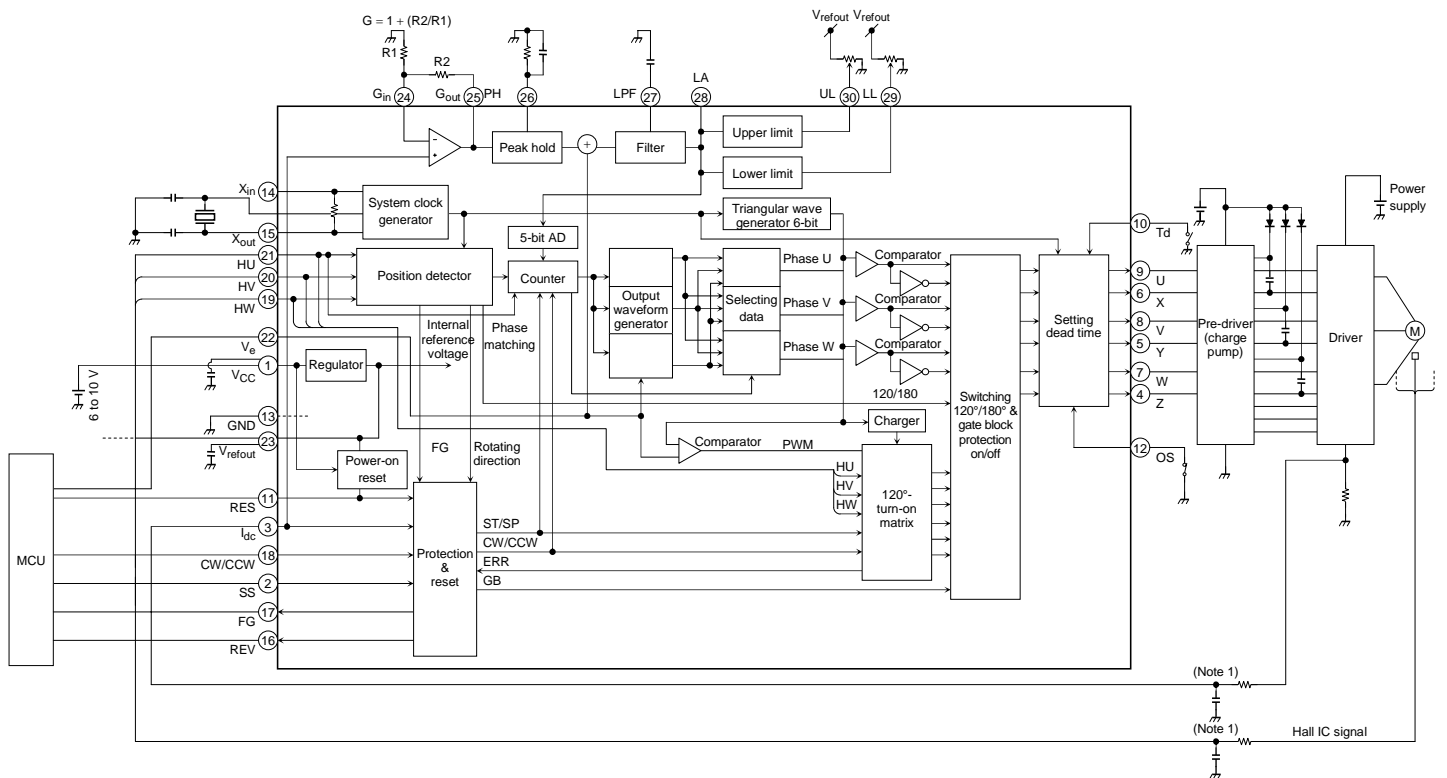 G = 1 + (R2/R1)
R1
R2
Vrefout
Vrefout
Gin
24
Gout
25
PH
26
LPF
27
LA
28
UL
30
LL
29
−
+
Peak hold
+
Filter
Upper limit
Lower limit
Xin
14
Xout
15
System clock
generator
5-bit AD
Triangular wave
generator 6-bit
21
HU
20
HV
19
HW
Position detector
Counter
Output
waveform
generator
Selecting
data
Phase U
Phase V
Phase W
Comparator
Comparator
Comparator
120/180
Internal
reference
voltage
Phase
matching
22
Ve
1
VCC
Regulator
6 to 10 V
13
GND
23
Vrefout
Power-on
reset
FG
Rotating
direction
Comparator
PWM
Charger
HU
HV
HW
120°-
turn-on
matrix
Switching
120°/180° &
gate block
protection
on/off
Setting
dead time
10
Td
9
U
6
X
8
V
5
Y
7
W
4
Z
12
OS
Pre-driver
(charge
pump)
Driver
Power
supply
M
MCU
11
RES
3
Idc
18
CW/CCW
2
SS
17
FG
16
REV
Protection
&
reset
ST/SP
CW/CCW
ERR
GB
(Note 1)
(Note 1)
Hall IC signal